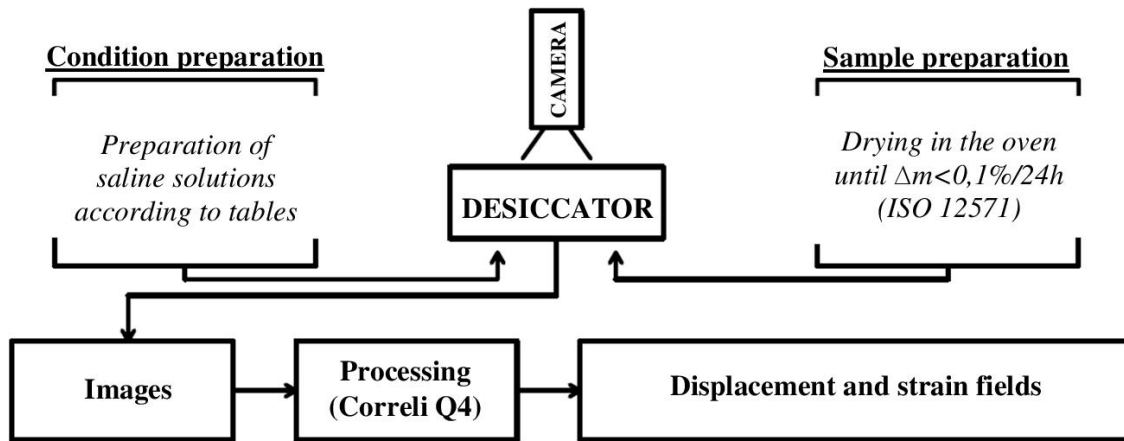 Condition preparation
Preparation of
saline solutions
according to tables
CAMERA
DESICCATOR
Sample preparation
Drying in the oven
until Δm<0,1%/24h
(ISO 12571)
Images
Processing
(Correli Q4)
Displacement and strain fields